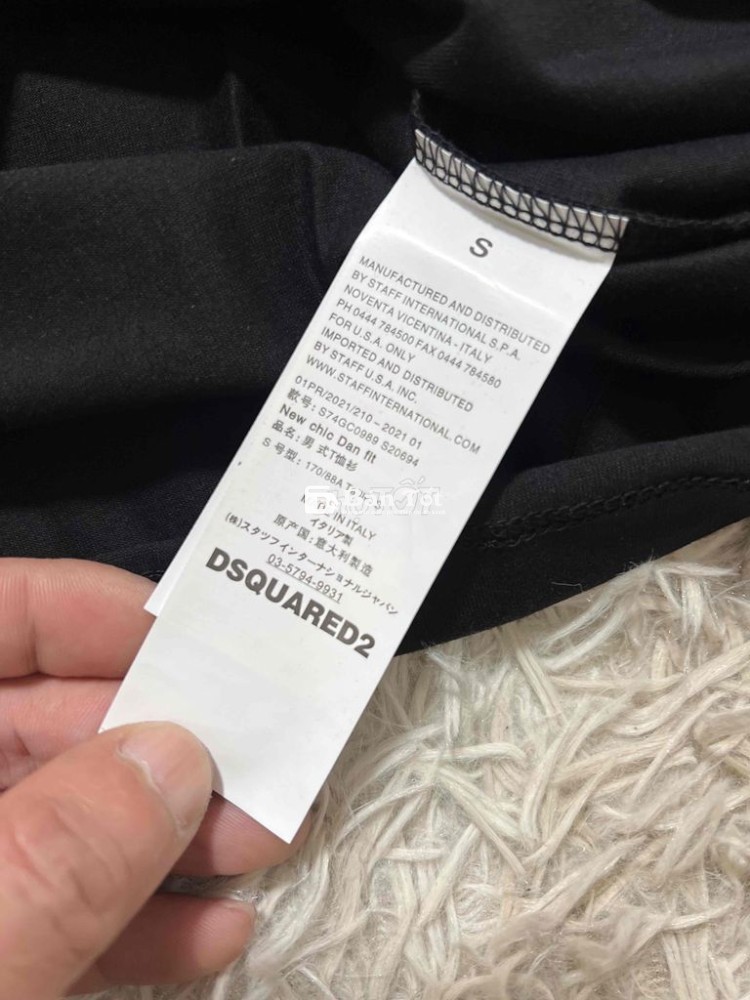 S
MANUFACTURED AND DISTRIBUTED
BY STAFF INTERNATIONAL S.P.A.
NOVENTA VICENTINA - ITALY
PH 0444 784500 FAX 0444 784580
FOR U.S.A. ONLY
IMPORTED AND DISTRIBUTED
BY STAFF U.S.A. INC.
WWW.STAFFINTERNATIONAL.COM
01PR/2021/210 - 2021 01
款号: S74GC0989 S20694
New chic Dan fit
品名: 男 式T恤衫
S 号型: 170/88A
IN ITALY
イタリア製
原产国: 意大利製造
(株)スタッフインターナショナルジャパン
03-5794-9931
DSQUARED2